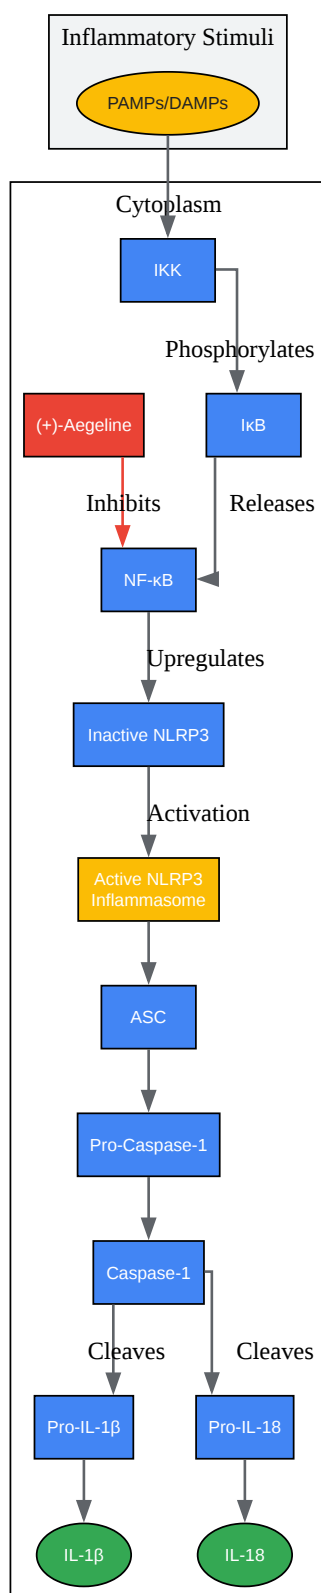 Inflammatory Stimuli
PAMPs/DAMPs
Cytoplasm
IKK
Phosphorylates
(+)-Aegeline
IκB
Inhibits
Releases
NF-κB
Upregulates
Inactive NLRP3
Activation
Active NLRP3
Inflammasome
ASC
Pro-Caspase-1
Caspase-1
Cleaves
Cleaves
Pro-IL-1β
Pro-IL-18
IL-1β
IL-18